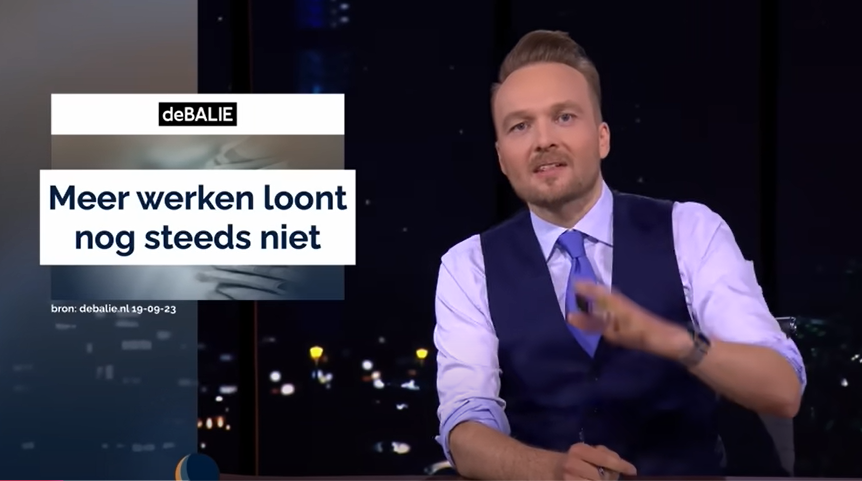 deBALIE
Meer werken loont
nog steeds niet
bron: debalie.nl 19-09-23